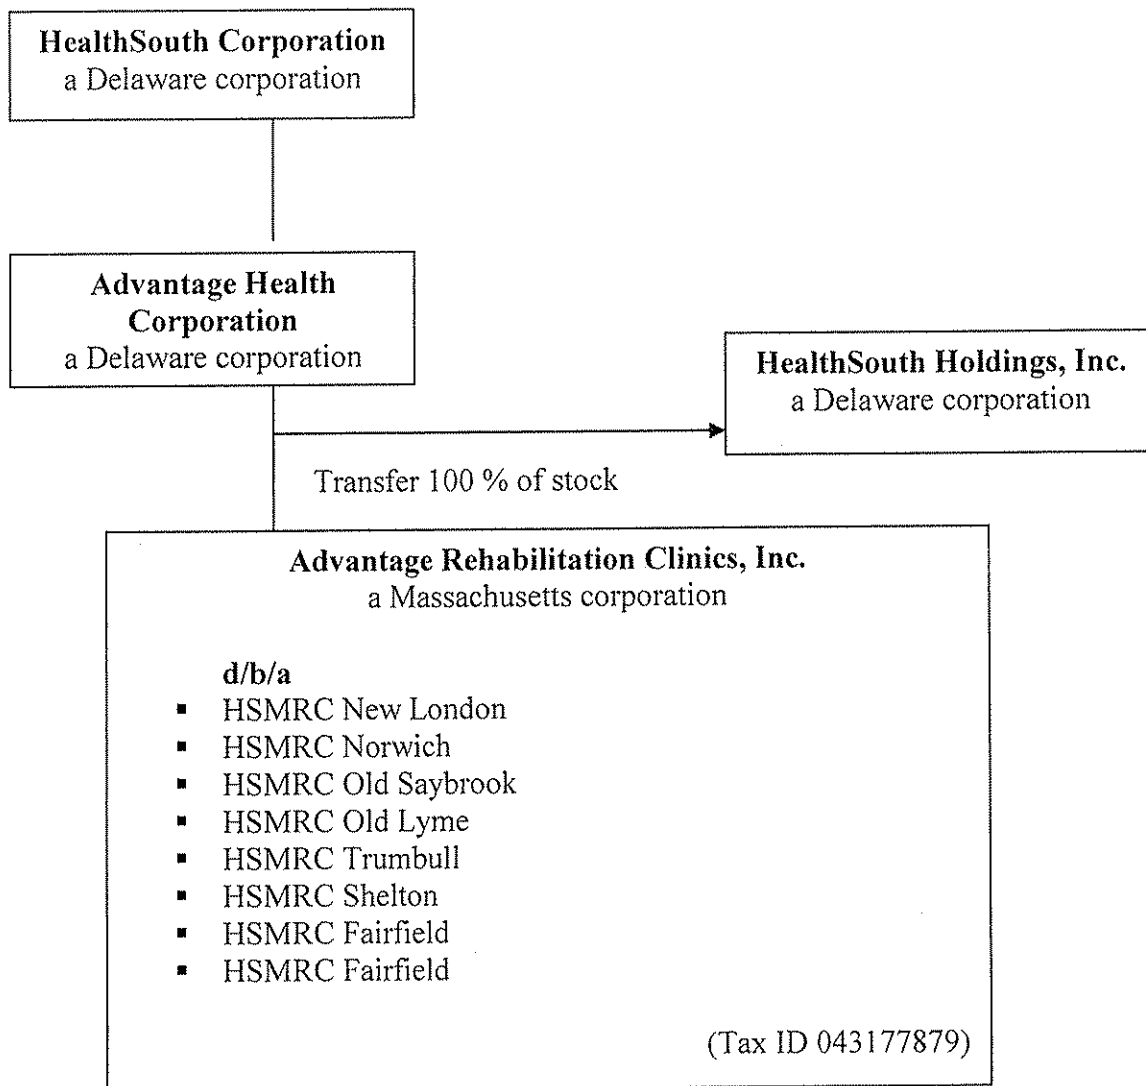 HealthSouth Corporation
a Delaware corporation
Advantage Health
Corporation
a Delaware corporation
HealthSouth Holdings, Inc.
a Delaware corporation
Transfer 100 % of stock
Advantage Rehabilitation Clinics, Inc.
a Massachusetts corporation
d/b/a
▪ HSMRC New London
▪ HSMRC Norwich
▪ HSMRC Old Saybrook
▪ HSMRC Old Lyme
▪ HSMRC Trumbull
▪ HSMRC Shelton
▪ HSMRC Fairfield
▪ HSMRC Fairfield
(Tax ID 043177879)